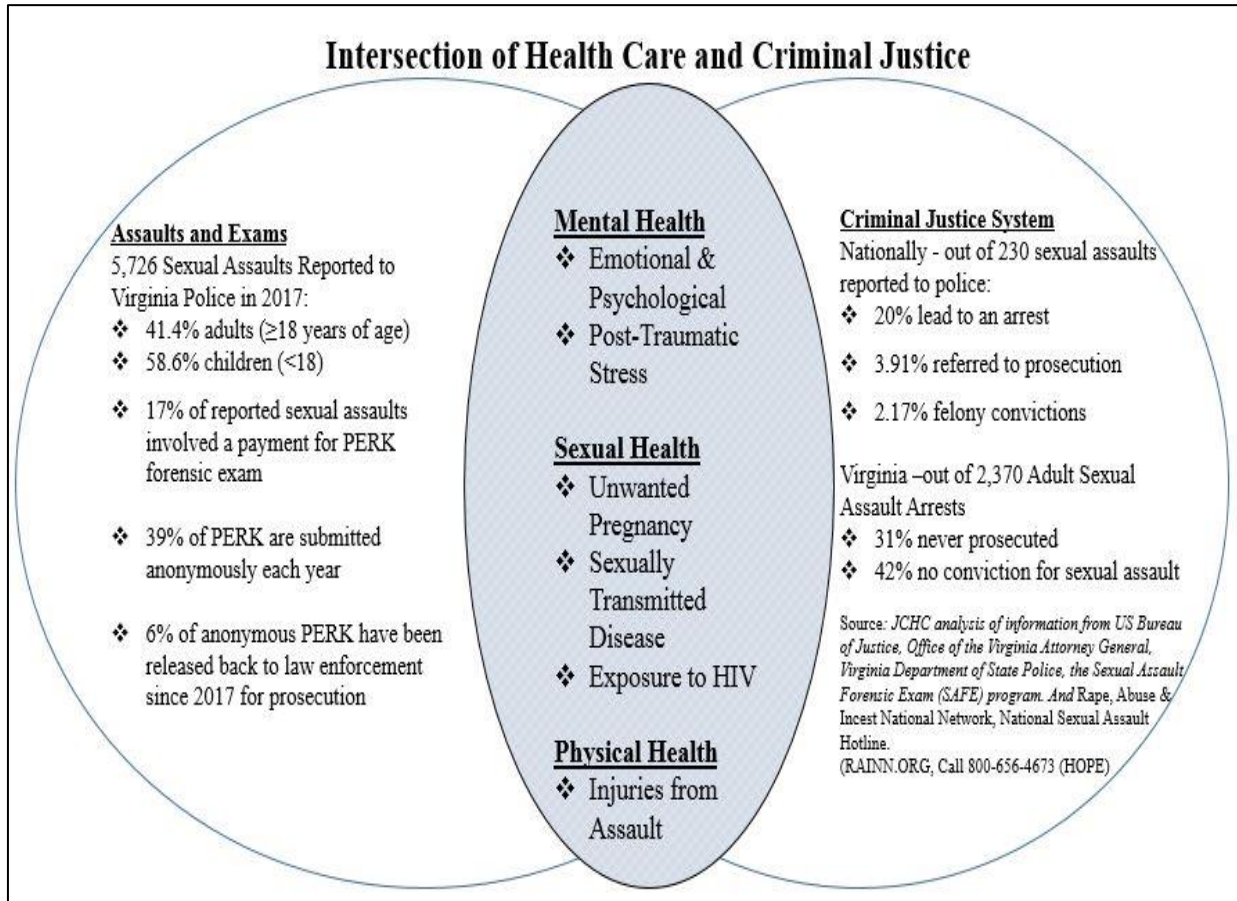 Intersection of Health Care and Criminal Justice
Assaults and Exams
5,726 Sexual Assaults Reported to
Virginia Police in 2017:
❖ 41.4% adults (≥18 years of age)
❖ 58.6% children (<18)
❖ 17% of reported sexual assaults
involved a payment for PERK
forensic exam
❖ 39% of PERK are submitted
anonymously each year
❖ 6% of anonymous PERK have been
released back to law enforcement
since 2017 for prosecution
Mental Health
❖ Emotional &
Psychological
❖ Post-Traumatic
Stress
Sexual Health
❖ Unwanted
Pregnancy
❖ Sexually
Transmitted
Disease
❖ Exposure to HIV
Physical Health
❖ Injuries from
Assault
Criminal Justice System
Nationally - out of 230 sexual assaults
reported to police:
❖ 20% lead to an arrest
❖ 3.91% referred to prosecution
❖ 2.17% felony convictions
Virginia –out of 2,370 Adult Sexual
Assault Arrests
❖ 31% never prosecuted
❖ 42% no conviction for sexual assault
Source: JCHC analysis of information from US Bureau
of Justice, Office of the Virginia Attorney General,
Virginia Department of State Police, the Sexual Assault
Forensic Exam (SAFE) program. And Rape, Abuse &
Incest National Network, National Sexual Assault
Hotline.
(RAINN.ORG, Call 800-656-4673 (HOPE)